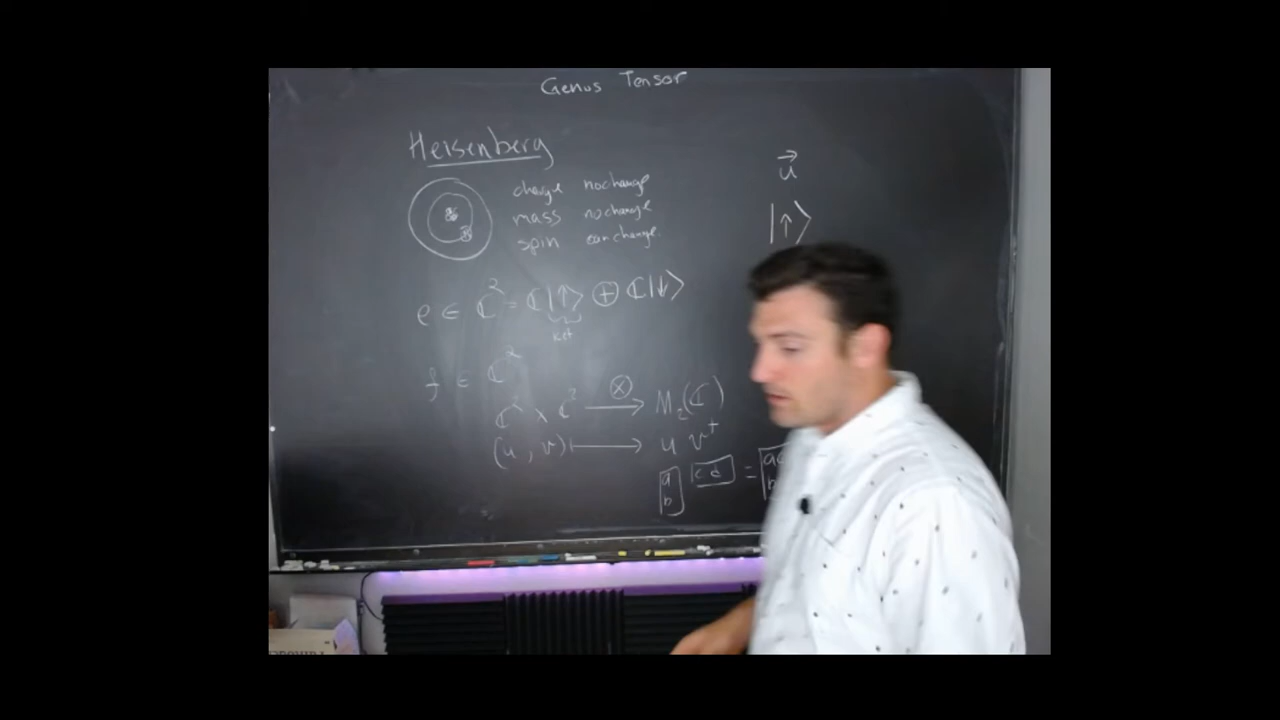 Genus Tensor
Heisenberg
charge no change
mass no change
spin can change.
e ∈ ℂ² = ℂ|↑⟩ ⊕ ℂ|↓⟩
ket
f ∈ ℂ²
ℂ² × ℂ² ⟶ ⊗ M₂(ℂ)
(u, v) ⟼ u v†
a b c d =
u⃗
|↑⟩